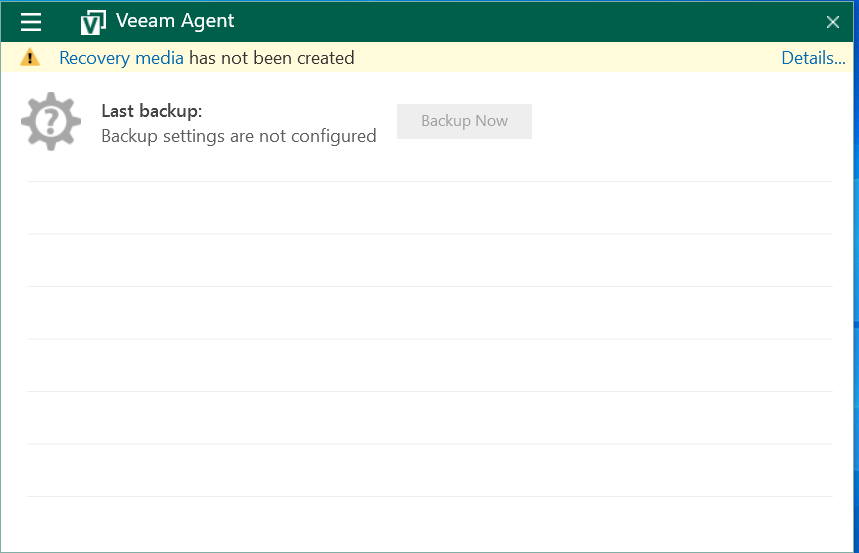 Veeam Agent
Recovery media has not been created Details...
Last backup:
Backup settings are not configured
Backup Now